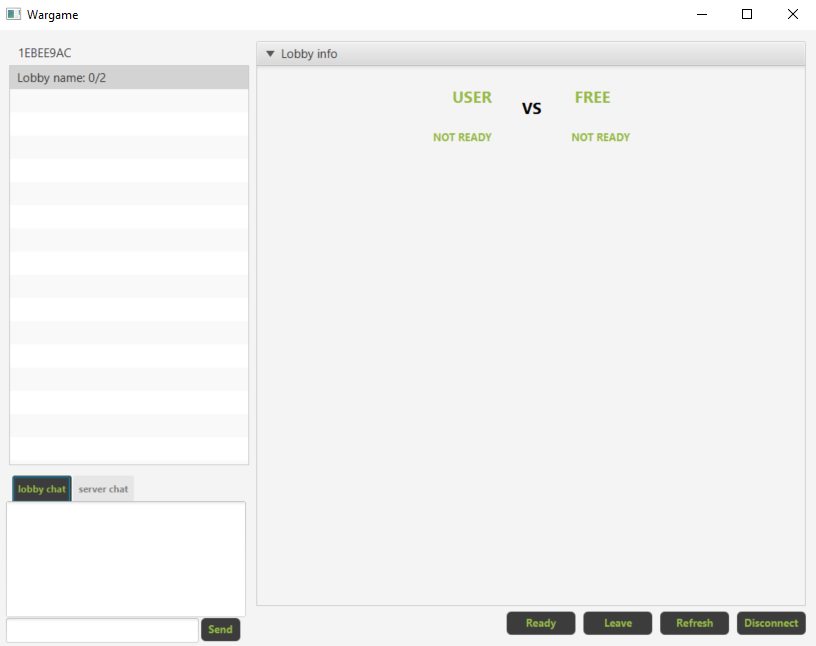 Wargame
1EBEE9AC
Lobby name: 0/2
Lobby info
USER VS FREE
NOT READY NOT READY
lobby chat server chat
Send
Ready Leave Refresh Disconnect